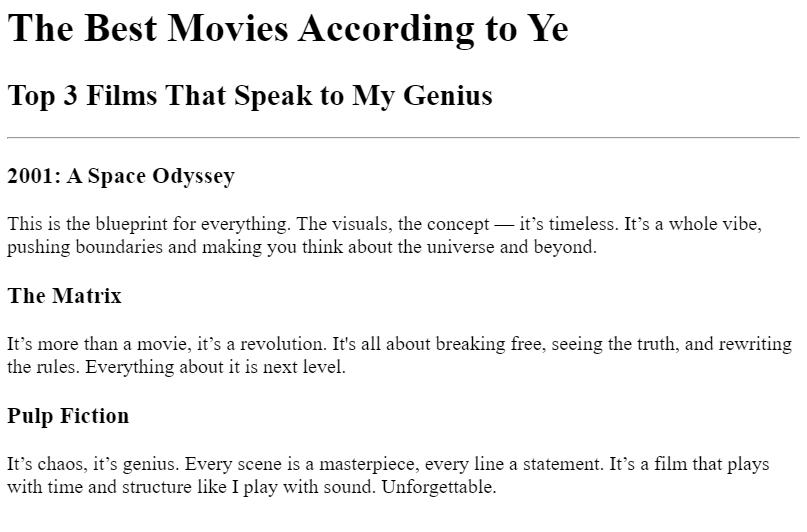 The Best Movies According to Ye
Top 3 Films That Speak to My Genius
2001: A Space Odyssey
This is the blueprint for everything. The visuals, the concept — it’s timeless. It’s a whole vibe,
pushing boundaries and making you think about the universe and beyond.
The Matrix
It’s more than a movie, it’s a revolution. It's all about breaking free, seeing the truth, and rewriting
the rules. Everything about it is next level.
Pulp Fiction
It’s chaos, it’s genius. Every scene is a masterpiece, every line a statement. It’s a film that plays
with time and structure like I play with sound. Unforgettable.